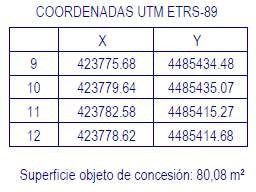 COORDENADAS UTM ETRS-89
X Y
9 423775.68 4485434.48
10 423779.64 4485435.07
11 423782.58 4485415.27
12 423778.62 4485414.68
Superficie objeto de concesión: 80,08 m²